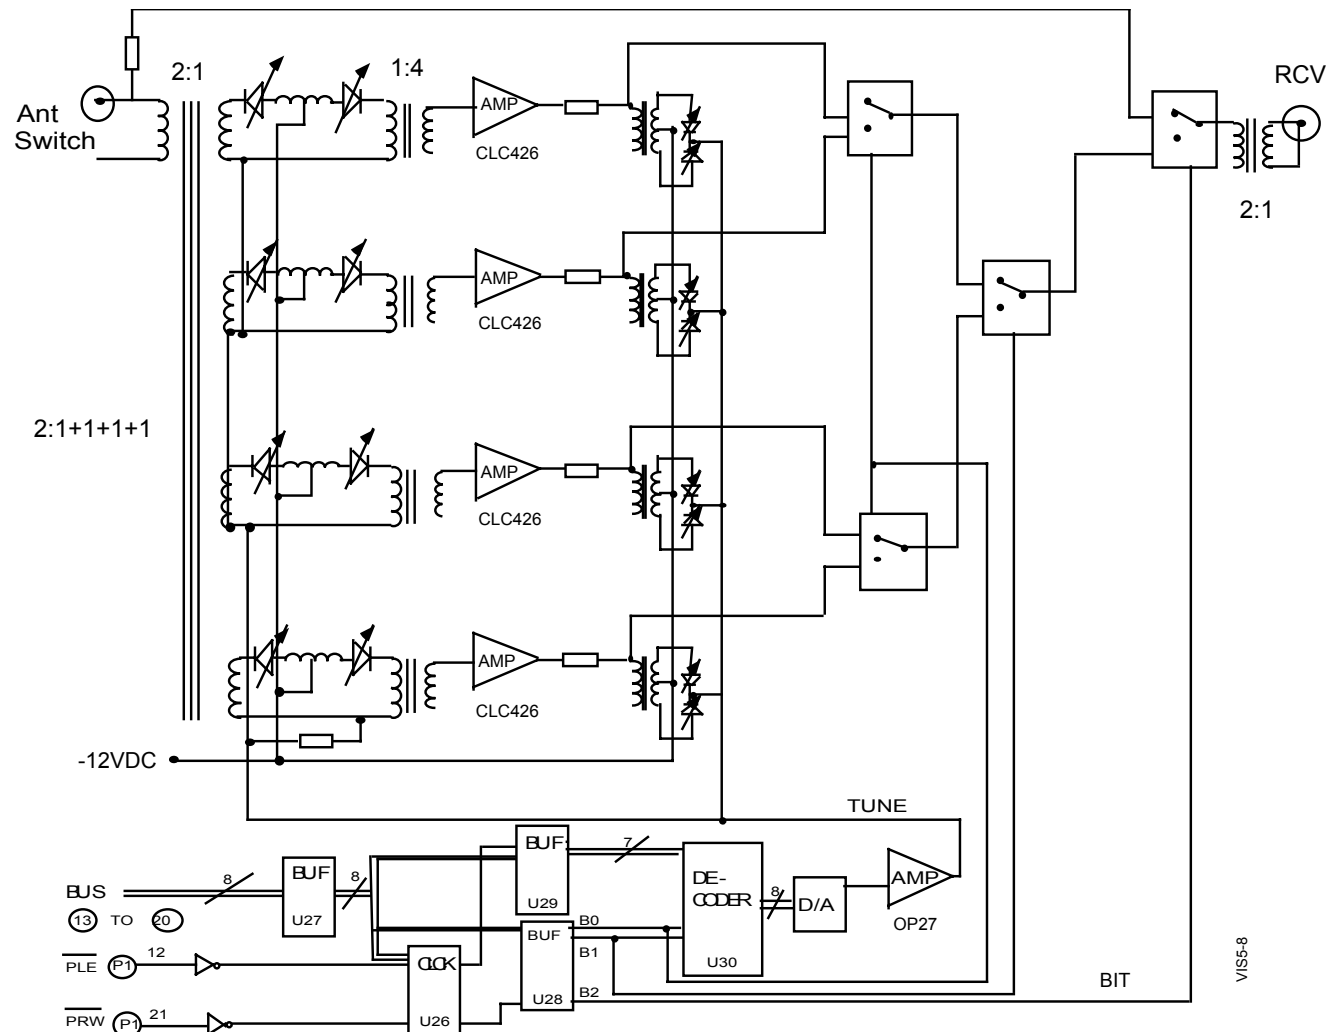 2:1
1:4
RCV
Ant
Switch
AMP
CLC426
2:1
AMP
CLC426
2:1+1+1+1
AMP
CLC426
AMP
CLC426
-12VDC
TUNE
BUF
7
U29
BUS
8
BUF
8
U27
DE-
CODER
8
D/A
AMP
OP27
13 TO 20
B0
BUF
B1
PLE P1 12
CLCK
U30
BIT
VIS5-8
B2
U28
PRW P1 21
U26